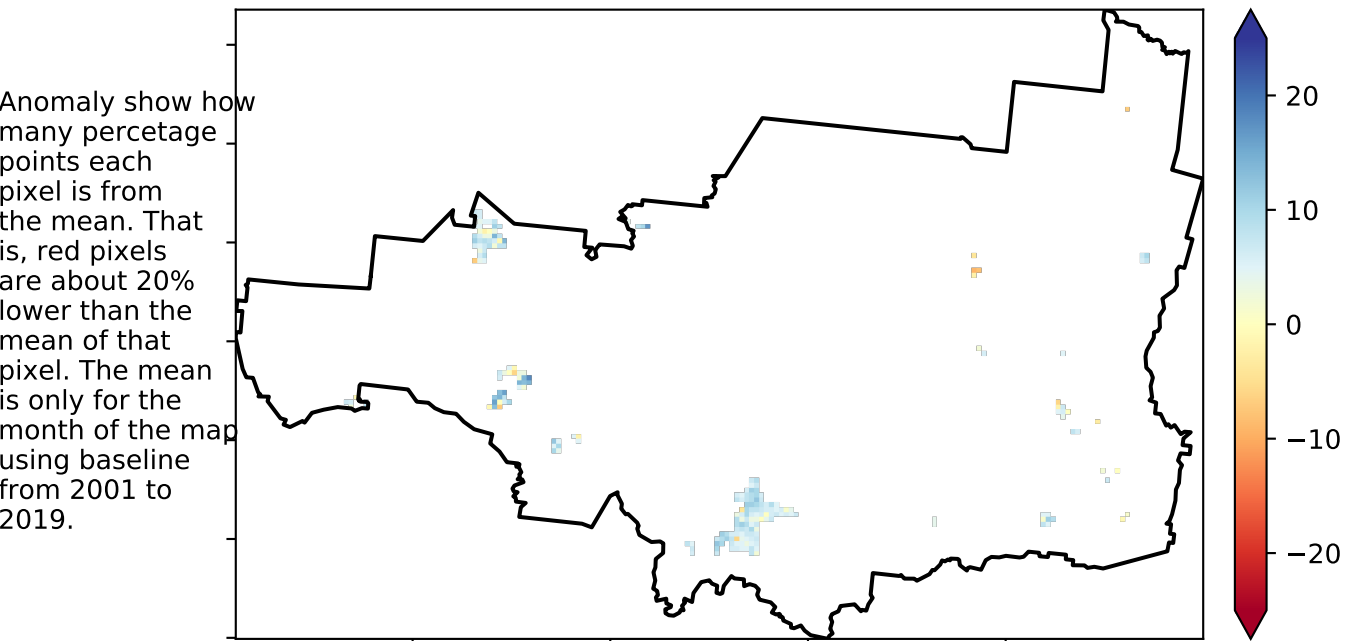 Anomaly show how
many percetage
points each
pixel is from
the mean. That
is, red pixels
are about 20%
lower than the
mean of that
pixel. The mean
is only for the
month of the map
using baseline
from 2001 to
2019.
20
10
0
−10
−20